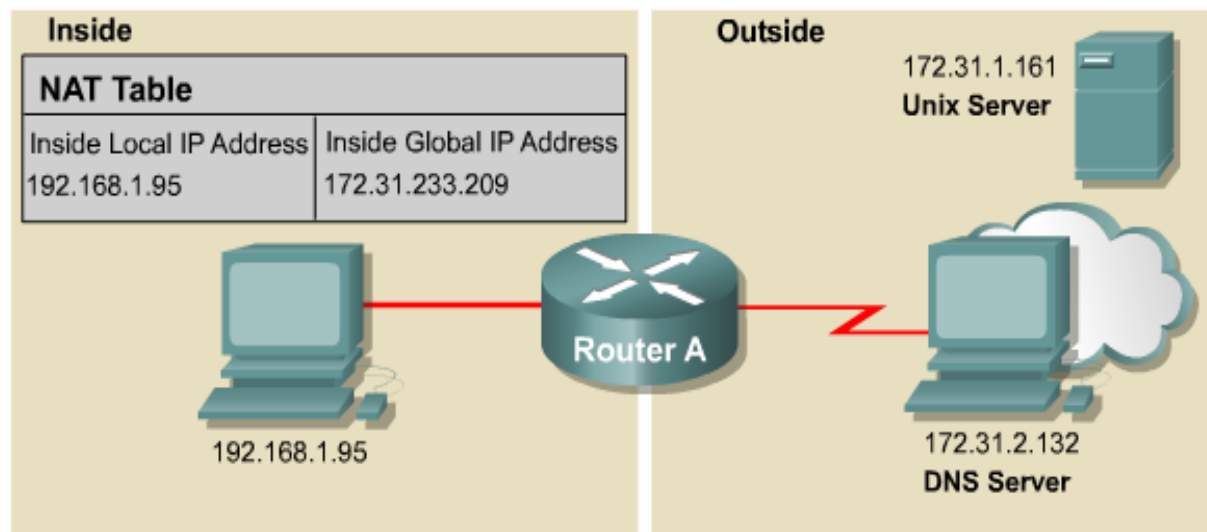 Inside
NAT Table
Inside Local IP Address
192.168.1.95
Inside Global IP Address
172.31.233.209
192.168.1.95
Router A
Outside
172.31.1.161
Unix Server
172.31.2.132
DNS Server